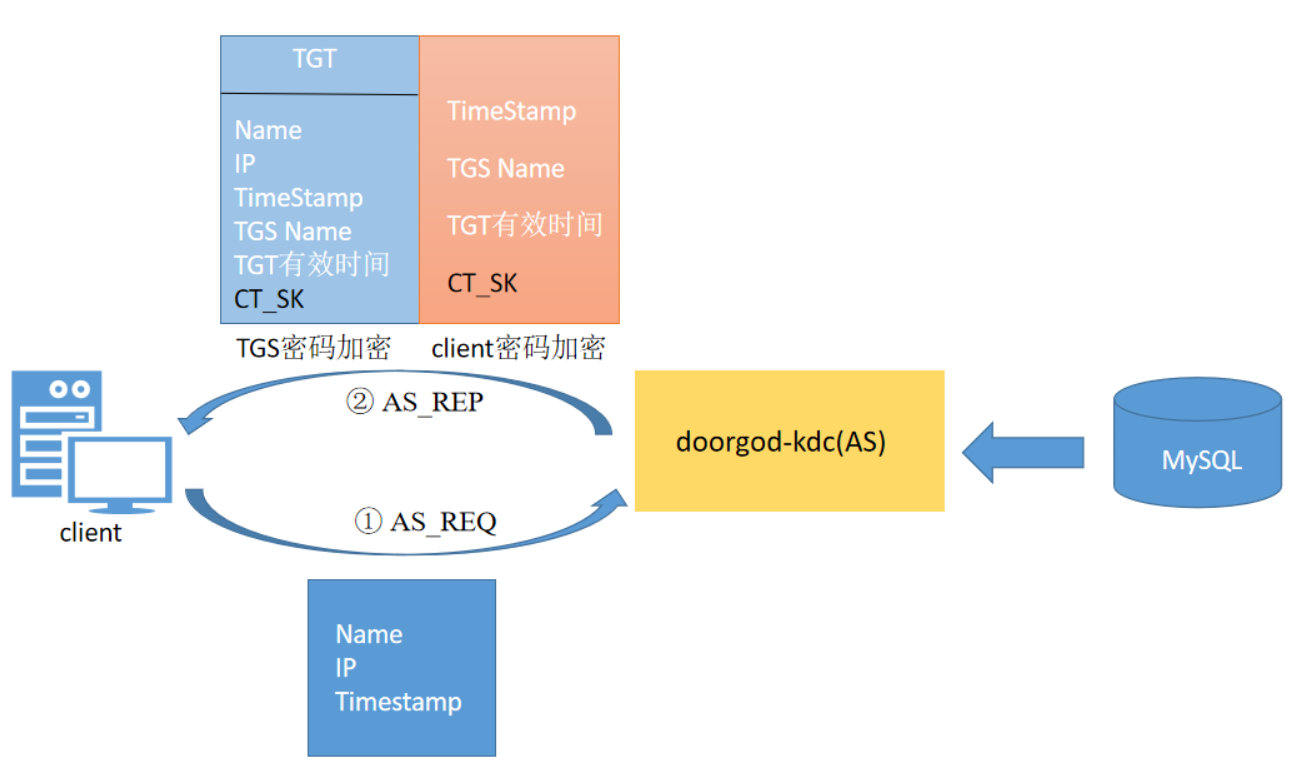 TGT
Name
IP
TimeStamp
TGS Name
TGT有效时间
CT_SK
TimeStamp
TGS Name
TGT有效时间
CT_SK
TGS密码加密
client密码加密
② AS_REP
doorgod-kdc(AS)
MySQL
client
① AS_REQ
Name
IP
Timestamp